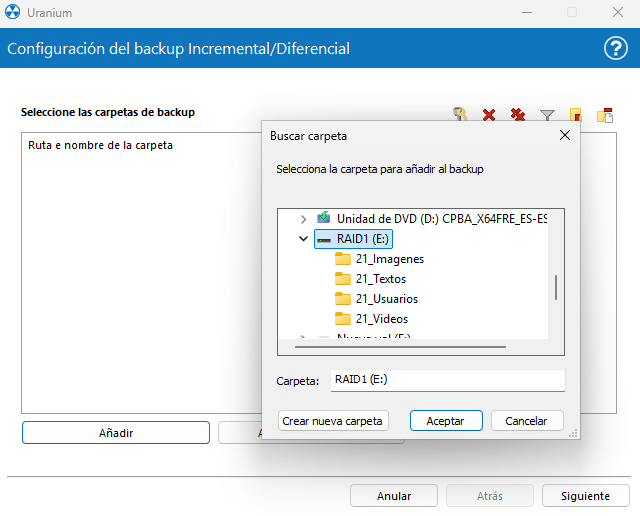 Uranium
Configuración del backup Incremental/Diferencial
Seleccione las carpetas de backup
Ruta e nombre de la carpeta
Buscar carpeta
Selecciona la carpeta para añadir al backup
Unidad de DVD (D:) CPBA_X64FRE_ES-ES
RAID1 (E:)
21_Imagenes
21_Textos
21_Usuarios
21_Videos
Carpeta: RAID1 (E:)
Crear nueva carpeta Aceptar Cancelar
Añadir
Anular Atrás Siguiente